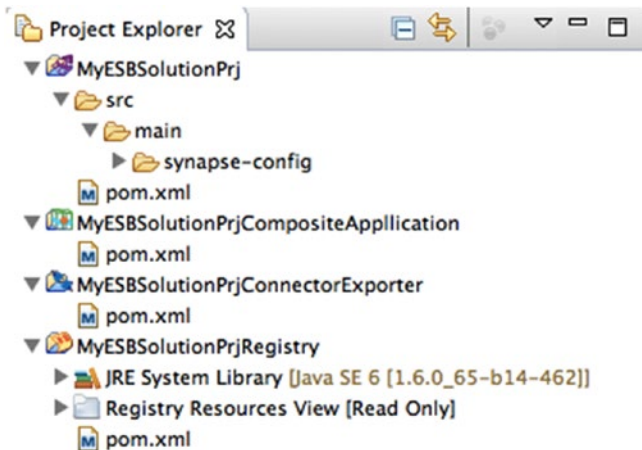 Project Explorer
MyESBSolutionPrj
src
main
synapse-config
pom.xml
MyESBSolutionPrjCompositeAppllication
pom.xml
MyESBSolutionPrjConnectorExporter
pom.xml
MyESBSolutionPrjRegistry
JRE System Library [Java SE 6 [1.6.0_65-b14-462]]
Registry Resources View [Read Only]
pom.xml